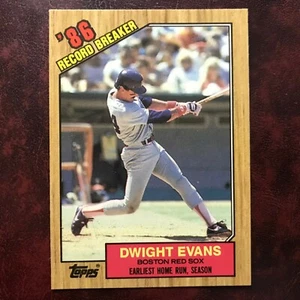 '86
RECORD BREAKER
DWIGHT EVANS
BOSTON RED SOX
EARLIEST HOME RUN, SEASON
Topps